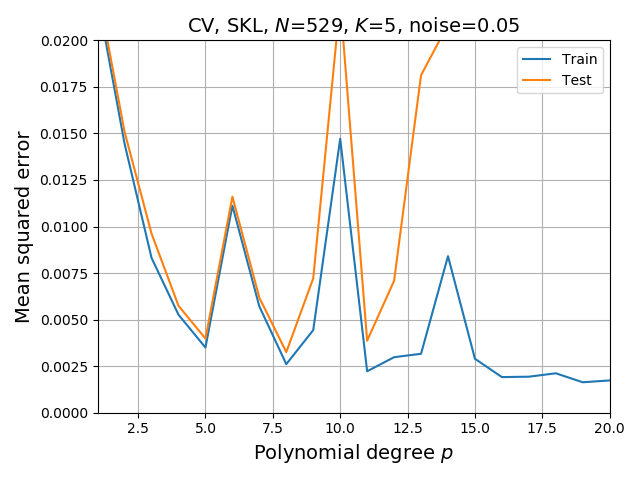 CV, SKL, N=529, K=5, noise=0.05
0.0200
0.0175
0.0150
0.0125
0.0100
0.0075
0.0050
0.0025
0.0000
Mean squared error
Train
Test
2.5 5.0 7.5 10.0 12.5 15.0 17.5 20.0
Polynomial degree p